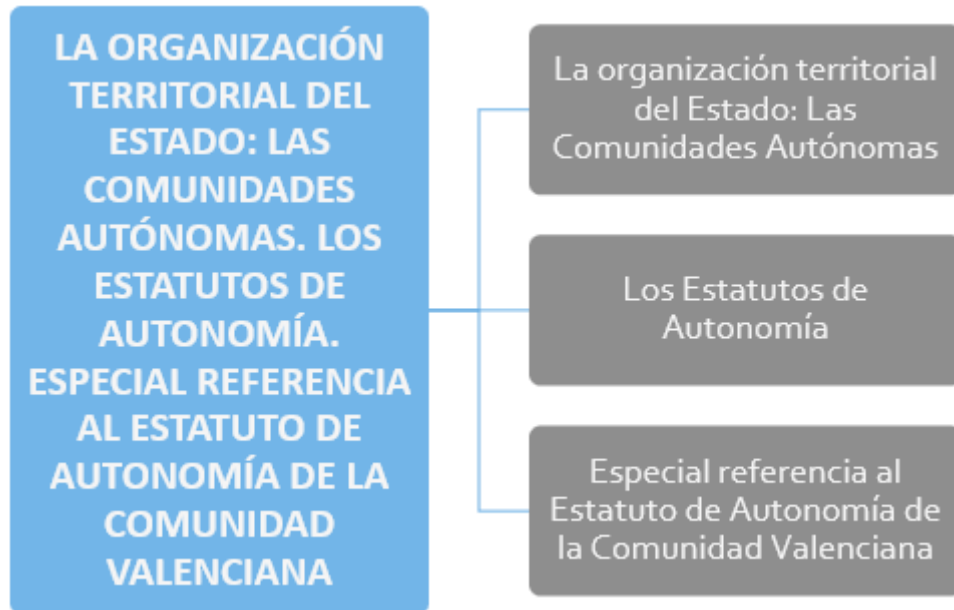 LA ORGANIZACIÓN
TERRITORIAL DEL
ESTADO: LAS
COMUNIDADES
AUTÓNOMAS. LOS
ESTATUTOS DE
AUTONOMÍA.
ESPECIAL REFERENCIA
AL ESTATUTO DE
AUTONOMÍA DE LA
COMUNIDAD
VALENCIANA
La organización territorial
del Estado: Las
Comunidades Autónomas
Los Estatutos de
Autonomía
Especial referencia al
Estatuto de Autonomía de
la Comunidad Valenciana